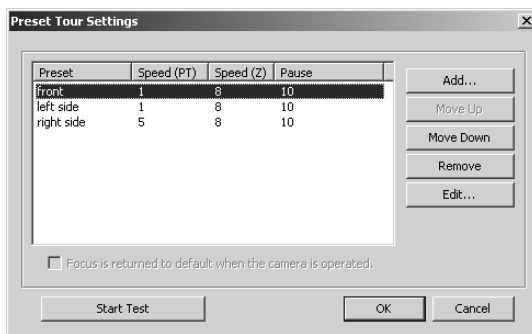 Preset Tour Settings
Preset Speed (PT) Speed (Z) Pause
front 1 8 10
left side 1 8 10
right side 5 8 10
Add...
Move Up
Move Down
Remove
Edit...
Focus is returned to default when the camera is operated.
Start Test OK Cancel